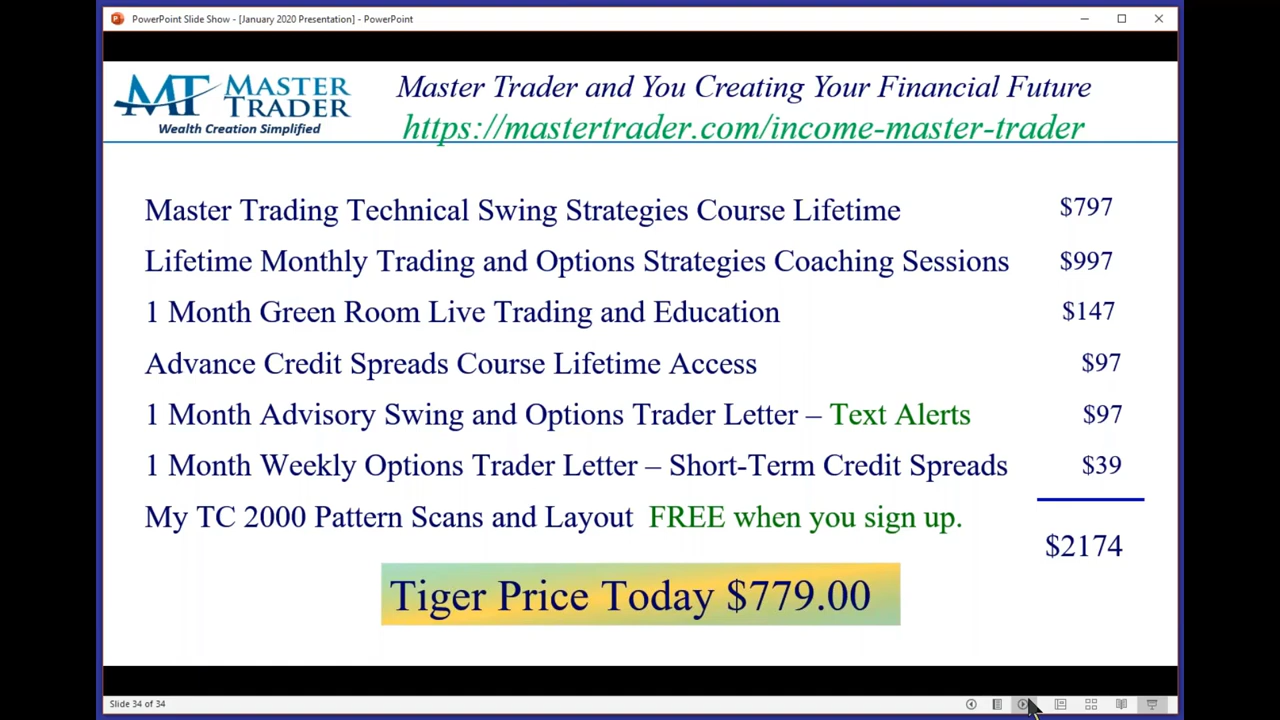 PowerPoint Slide Show - [January 2020 Presentation] - PowerPoint
MT MASTER TRADER
Wealth Creation Simplified
Master Trader and You Creating Your Financial Future
https://mastertrader.com/income-master-trader
Master Trading Technical Swing Strategies Course Lifetime $797
Lifetime Monthly Trading and Options Strategies Coaching Sessions $997
1 Month Green Room Live Trading and Education $147
Advance Credit Spreads Course Lifetime Access $97
1 Month Advisory Swing and Options Trader Letter – Text Alerts $97
1 Month Weekly Options Trader Letter – Short-Term Credit Spreads $39
My TC 2000 Pattern Scans and Layout FREE when you sign up.
$2174
Tiger Price Today $779.00
Slide 34 of 34